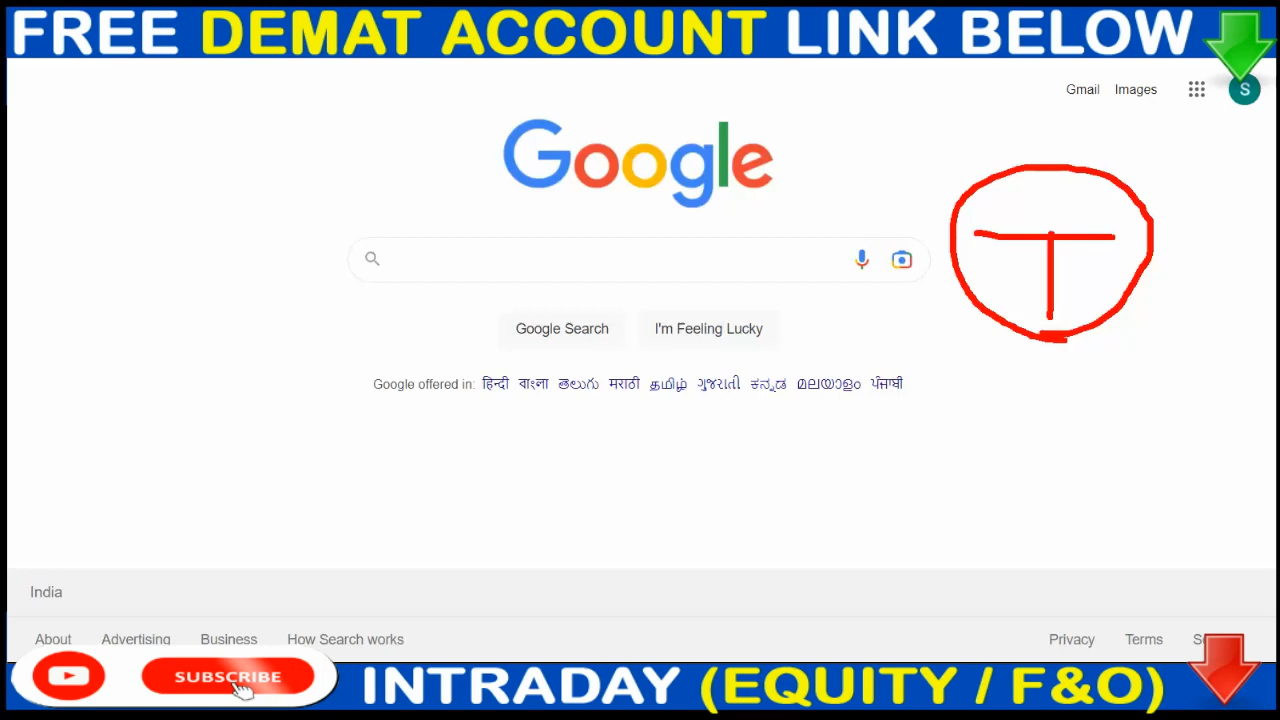 FREE DEMAT ACCOUNT LINK BELOW
Gmail Images S
Google
T
Google Search I'm Feeling Lucky
Google offered in: हिन्दी বাংলা తెలుగు मराठी தமிழ் ગુજરાતી ಕನ್ನಡ മലയാളം ਪੰਜਾਬੀ
India
About Advertising Business How Search works Privacy Terms
SUBSCRIBE
INTRADAY (EQUITY / F&O)